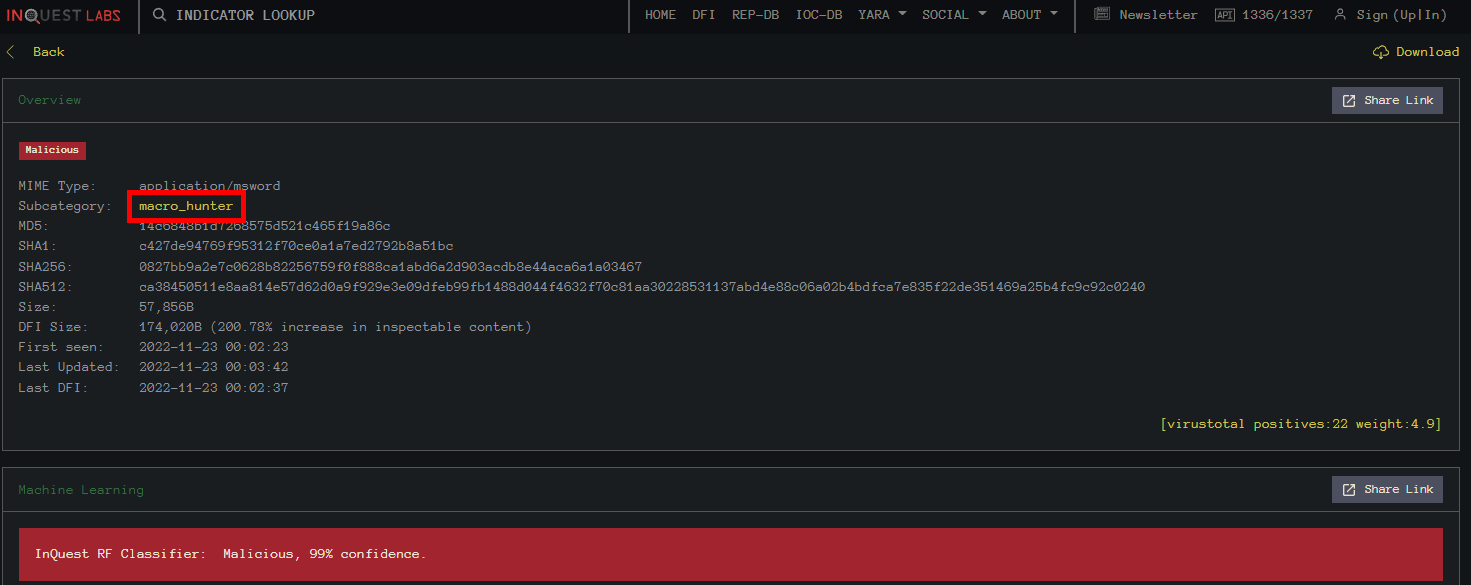 INQUEST LABS INDICATOR LOOKUP HOME DFI REP-DB IOC-DB YARA SOCIAL ABOUT Newsletter API 1336/1337 Sign (Up|In)
Back Download
Overview Share Link
Malicious
MIME Type: application/msword
Subcategory: macro_hunter
MD5: 14c6848b1d7268575d521c465f19a86c
SHA1: c427de94769f95312f70ce0a1a7ed2792b8a51bc
SHA256: 0827bb9a2e7c0628b82256759f0f888ca1abd6a2d903acdb8e44aca6a1a03467
SHA512: ca38450511e8aa814e57d62d0a9f929e3e09dfeb99fb1488d044f4632f70c81aa30228531137abd4e88c06a02b4bdfca7e835f22de351469a25b4fc9c92c0240
Size: 57,856B
DFI Size: 174,020B (200.78% increase in inspectable content)
First seen: 2022-11-23 00:02:23
Last Updated: 2022-11-23 00:03:42
Last DFI: 2022-11-23 00:02:37
[virustotal positives:22 weight:4.9]
Machine Learning Share Link
InQuest RF Classifier: Malicious, 99% confidence.